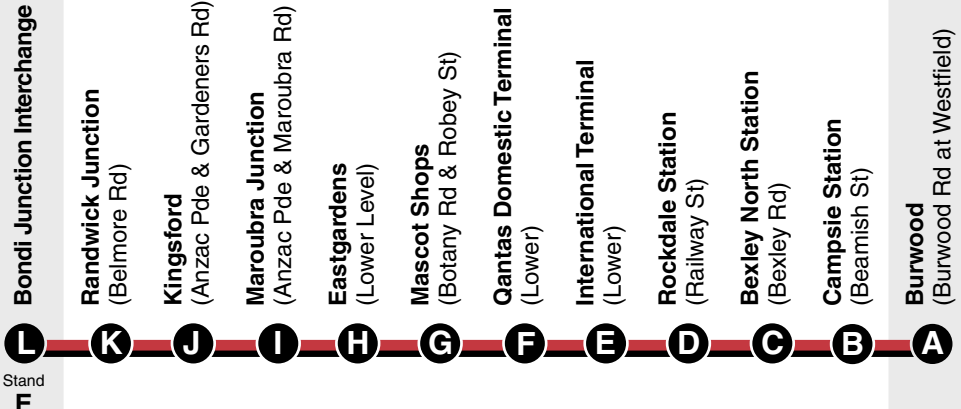 Bondi Junction Interchange
Randwick Junction
(Belmore Rd)
Kingsford
(Anzac Pde & Gardeners Rd)
Maroubra Junction
(Anzac Pde & Maroubra Rd)
Eastgardens
(Lower Level)
Mascot Shops
(Botany Rd & Robey St)
Qantas Domestic Terminal
(Lower)
International Terminal
(Lower)
Rockdale Station
(Railway St)
Bexley North Station
(Bexley Rd)
Campsie Station
(Beamish St)
Burwood
(Burwood Rd at Westfield)
L K J I H G F E D C B A
Stand